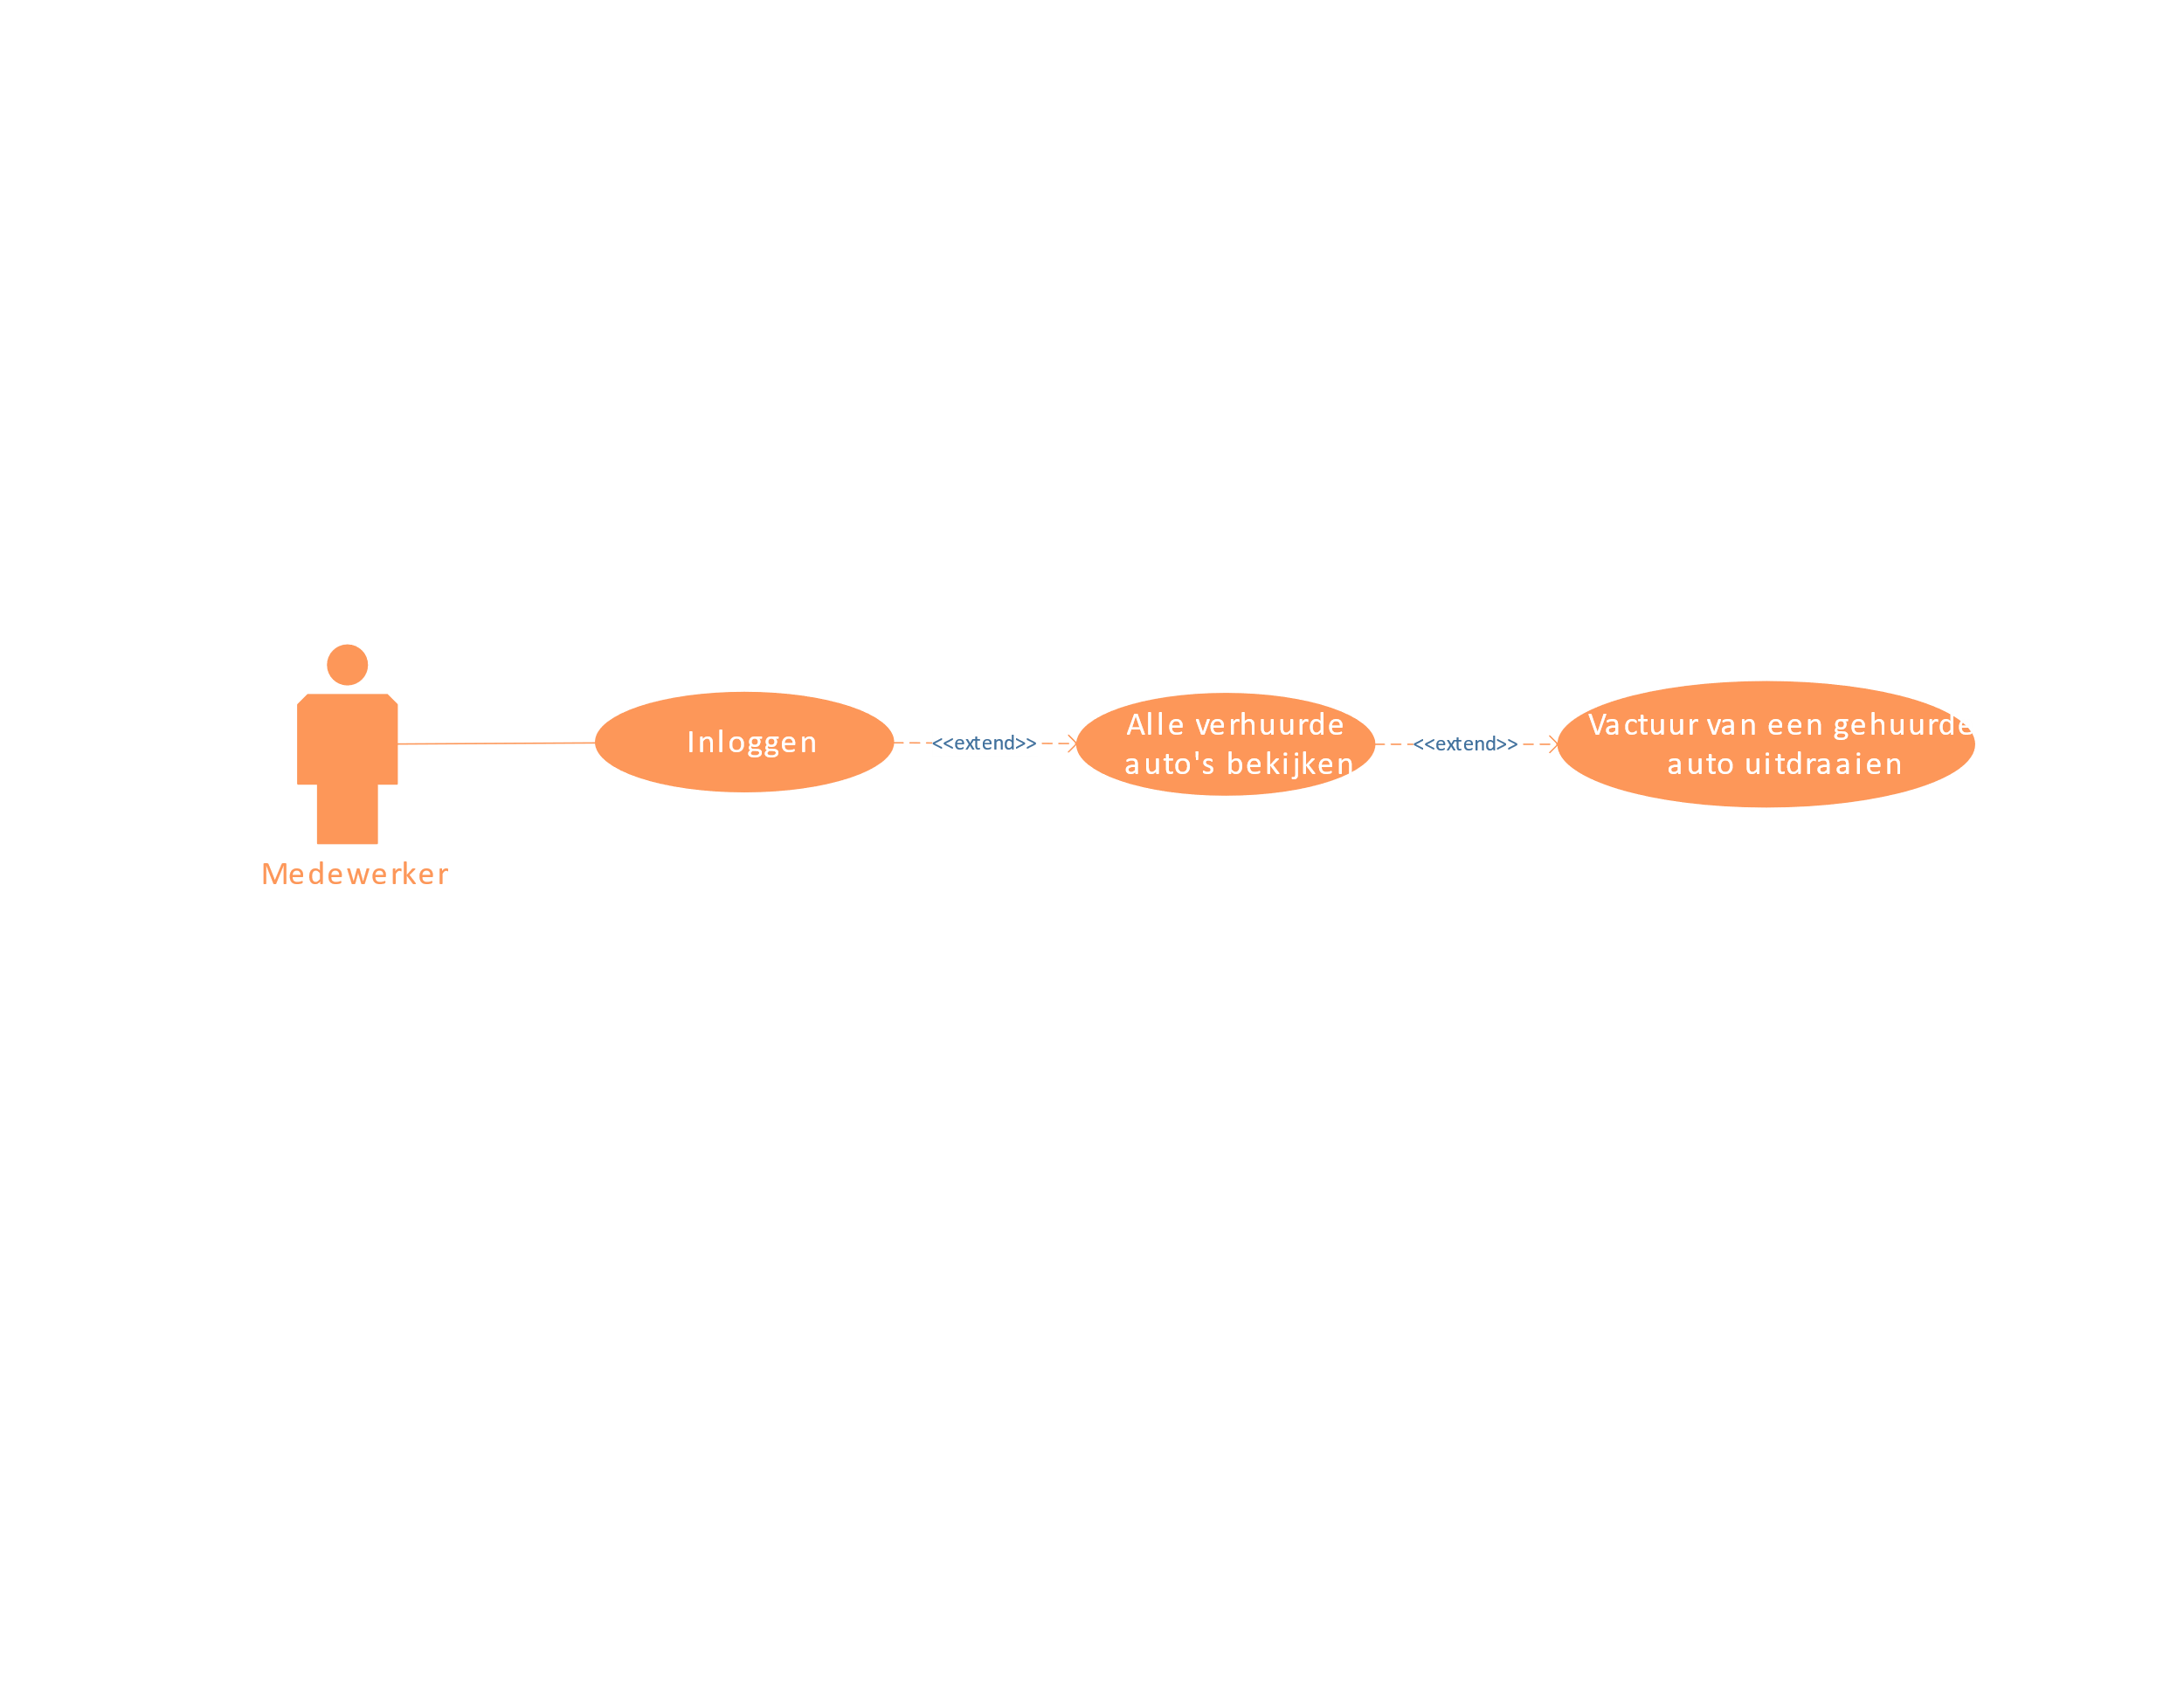 Inloggen
<<extend>>
Alle verhuurde
auto's bekijken
<<extend>>
Vactuur van een gehuurde
auto uitdraaien
Medewerker